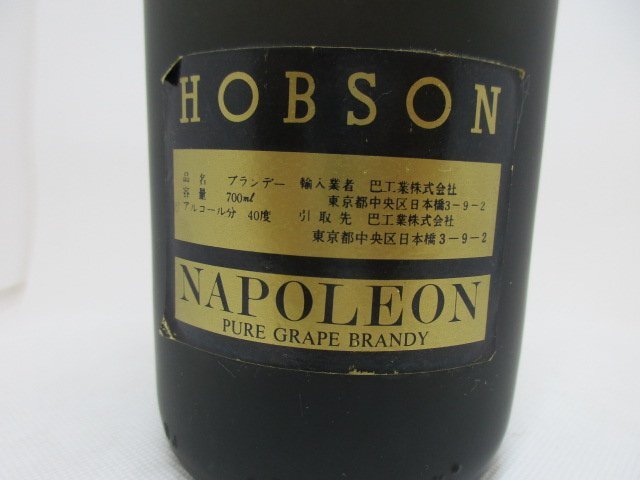 HOBSON
品名 ブランデー 輸入業者 巴工業株式会社
容量 700ml 東京都中央区日本橋3-9-2
アルコール分 40度 引取先 巴工業株式会社
東京都中央区日本橋3-9-2
NAPOLEON
PURE GRAPE BRANDY